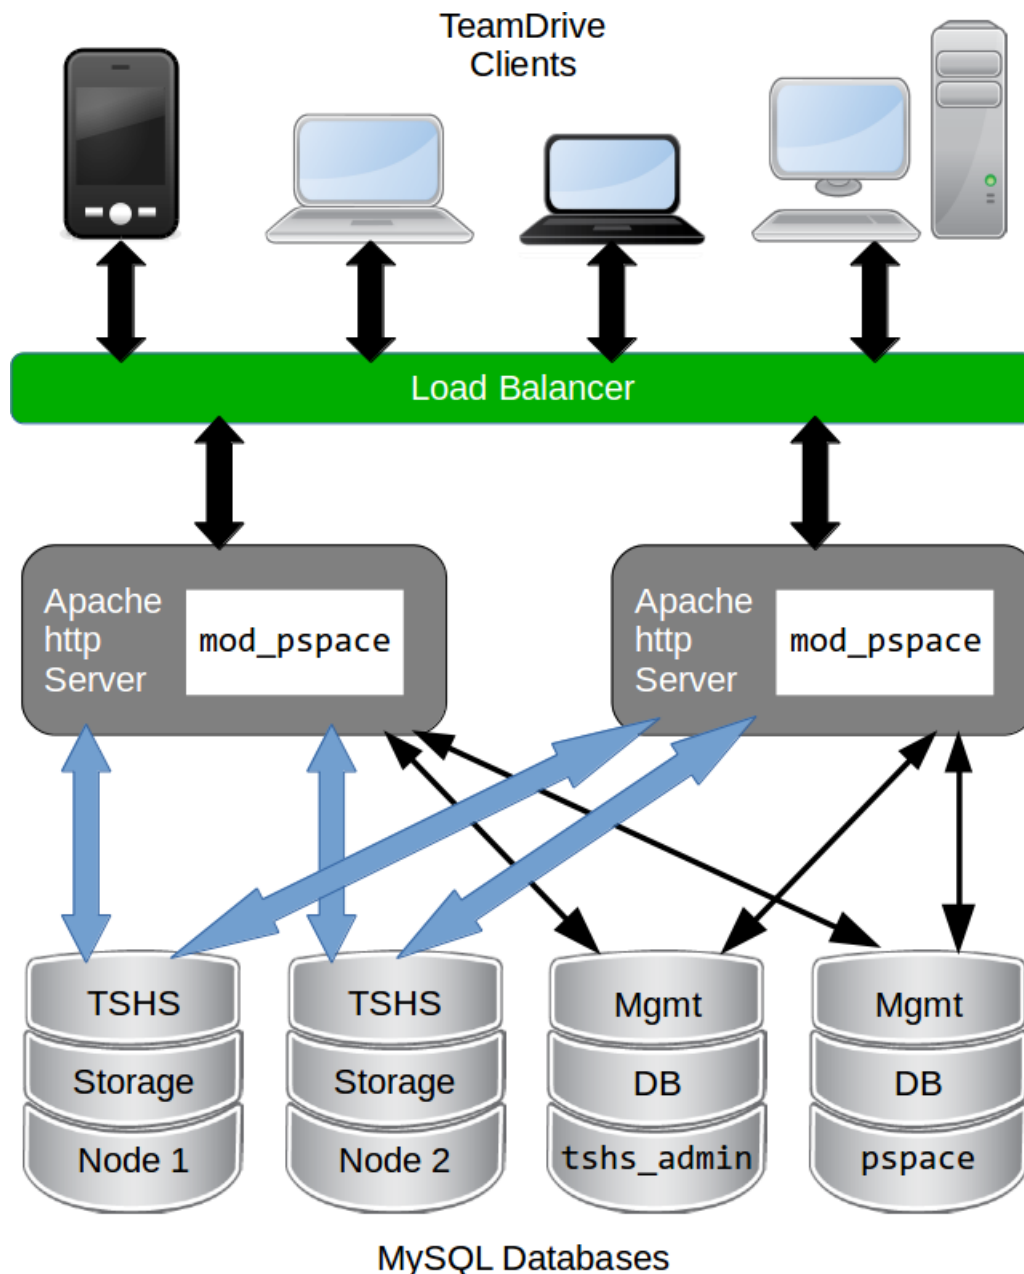 TeamDrive
Clients
Load Balancer
Apache
http
Server
mod_pspace
Apache
http
Server
mod_pspace
TSHS
Storage
Node 1
TSHS
Storage
Node 2
Mgmt
DB
tshs_admin
Mgmt
DB
pspace
MySQL Databases